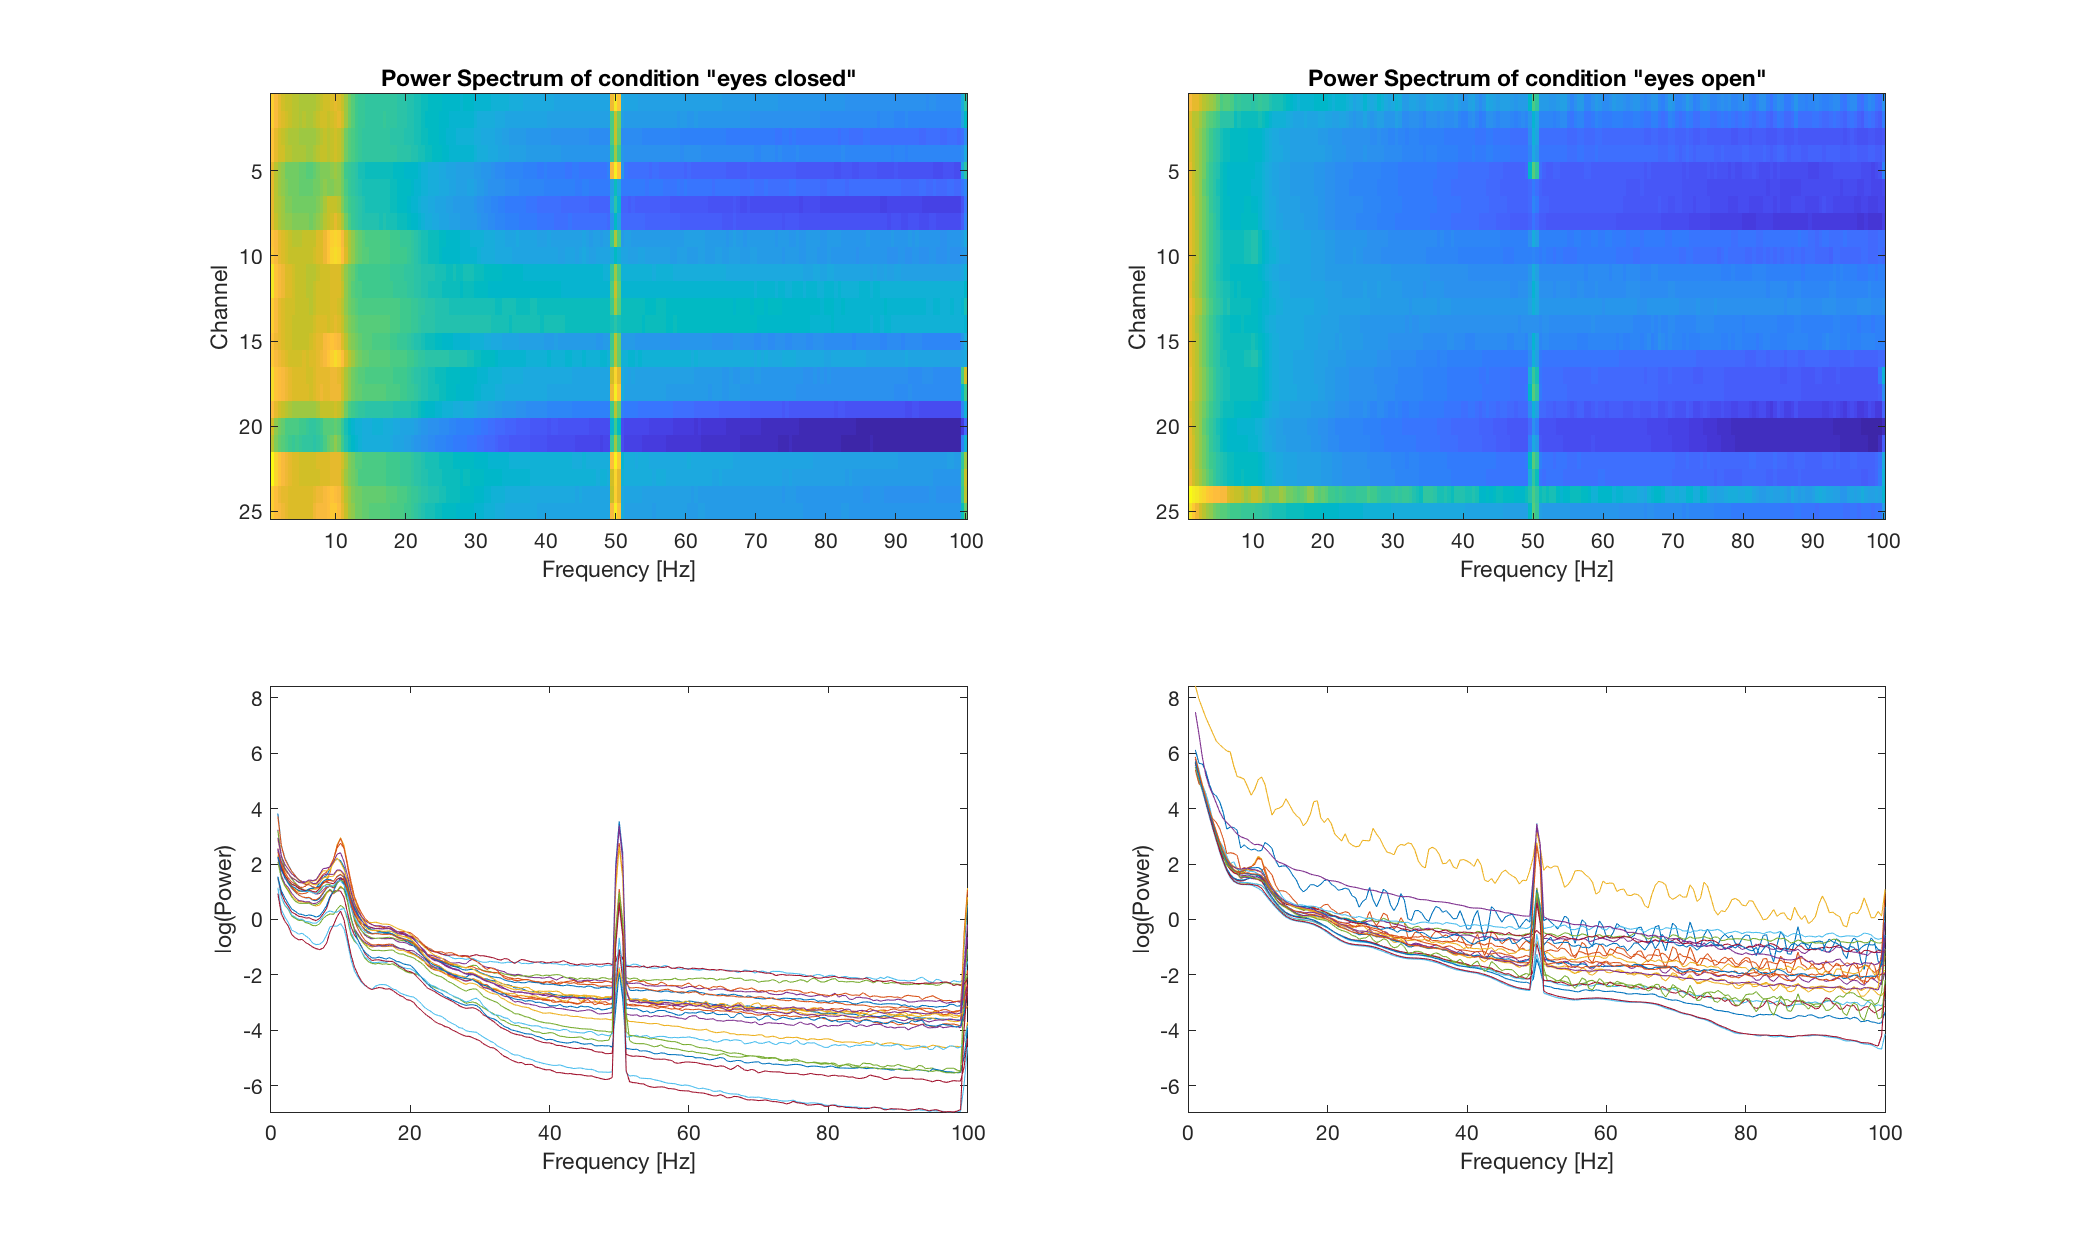 Power Spectrum of condition "eyes closed"
5
10
15
20
25
Channel
10 20 30 40 50 60 70 80 90 100
Frequency [Hz]
Power Spectrum of condition "eyes open"
5
10
15
20
25
Channel
10 20 30 40 50 60 70 80 90 100
Frequency [Hz]
8
6
4
2
0
-2
-4
-6
log(Power)
0 20 40 60 80 100
Frequency [Hz]
8
6
4
2
0
-2
-4
-6
log(Power)
0 20 40 60 80 100
Frequency [Hz]